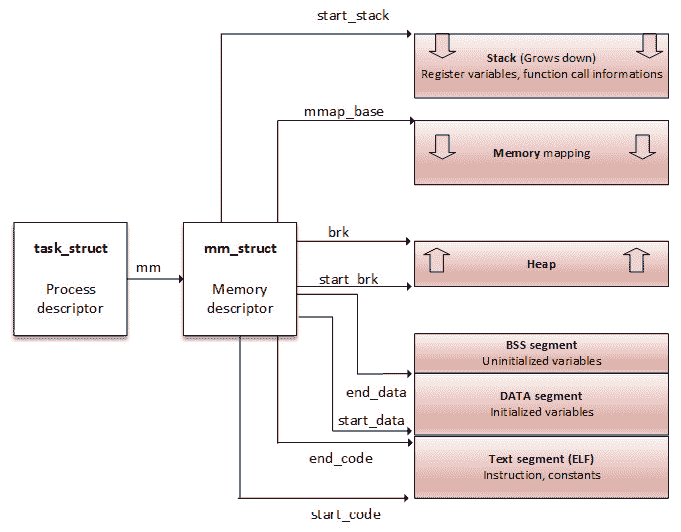 start_stack
Stack (Grows down)
Register variables, function call informations
mmap_base
Memory mapping
task_struct
Process
descriptor
mm
mm_struct
Memory
descriptor
brk
Heap
start_brk
BSS segment
Uninitialized variables
end_data
DATA segment
Initialized variables
start_data
end_code
Text segment (ELF)
Instruction, constants
start_code